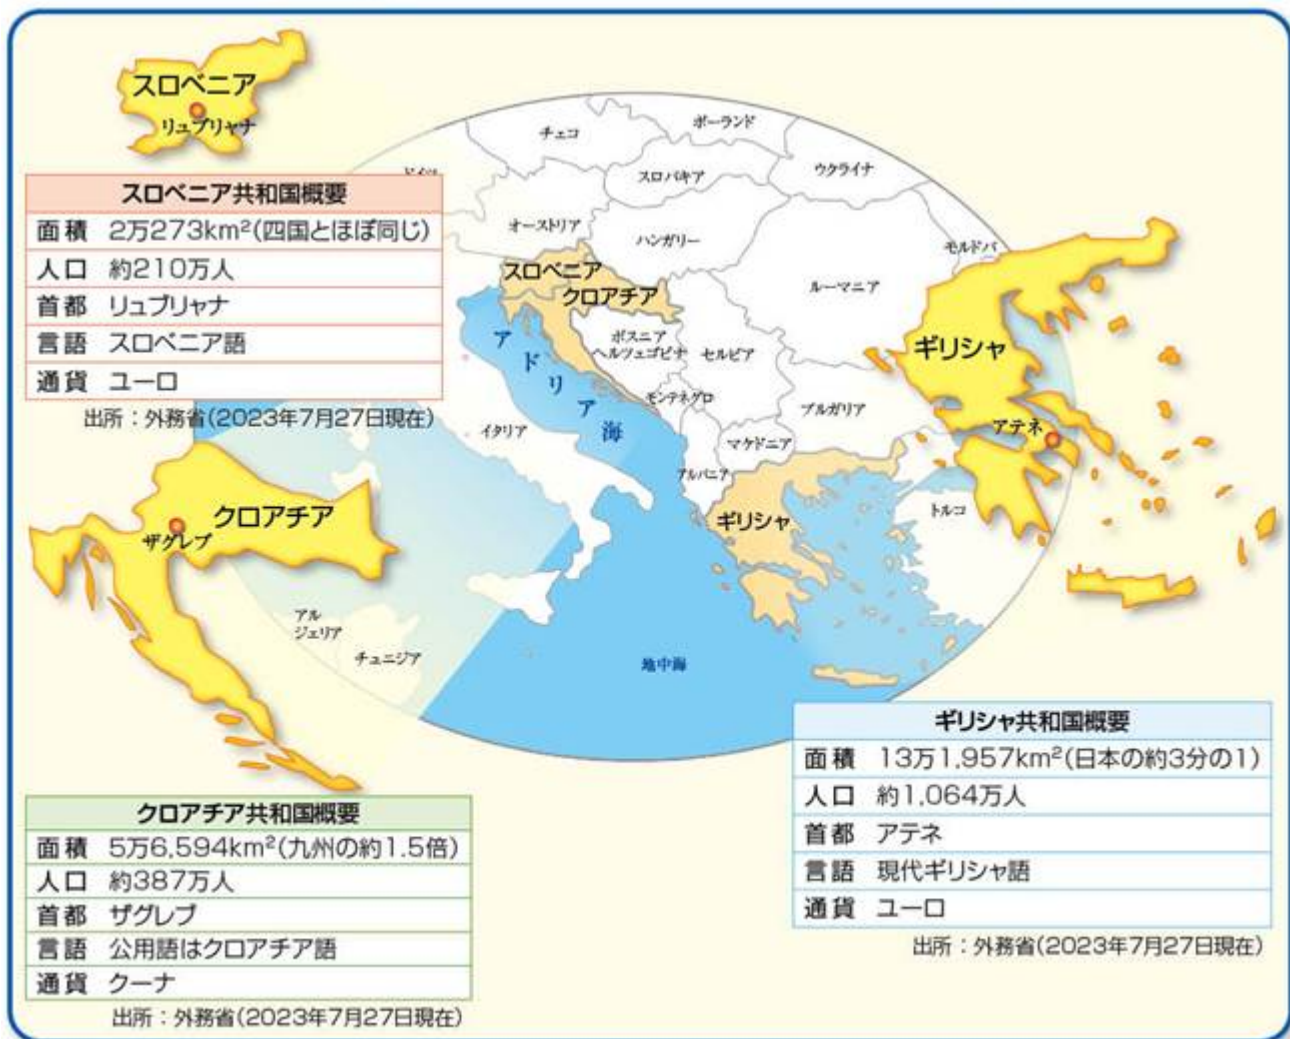 スロベニア
リュブリャナ
スロベニア共和国概要
面積 2万273km²(四国とほぼ同じ)
人口 約210万人
首都 リュブリャナ
言語 スロベニア語
通貨 ユーロ
出所：外務省(2023年7月27日現在)
チェコ
ポーランド
スロバキア
ウクライナ
オーストリア
ハンガリー
モルドバ
スロベニア
クロアチア
ルーマニア
ボスニア
ヘルツェゴビナ
セルビア
アドリア海
モンテネグロ
ブルガリア
イタリア
マケドニア
アルバニア
ギリシャ
トルコ
アル
ジェリア
チュニジア
地中海
ギリシャ
アテネ
クロアチア
ザグレブ
クロアチア共和国概要
面積 5万6,594km²(九州の約1.5倍)
人口 約387万人
首都 ザグレブ
言語 公用語はクロアチア語
通貨 クーナ
出所：外務省(2023年7月27日現在)
ギリシャ共和国概要
面積 13万1,957km²(日本の約3分の1)
人口 約1,064万人
首都 アテネ
言語 現代ギリシャ語
通貨 ユーロ
出所：外務省(2023年7月27日現在)